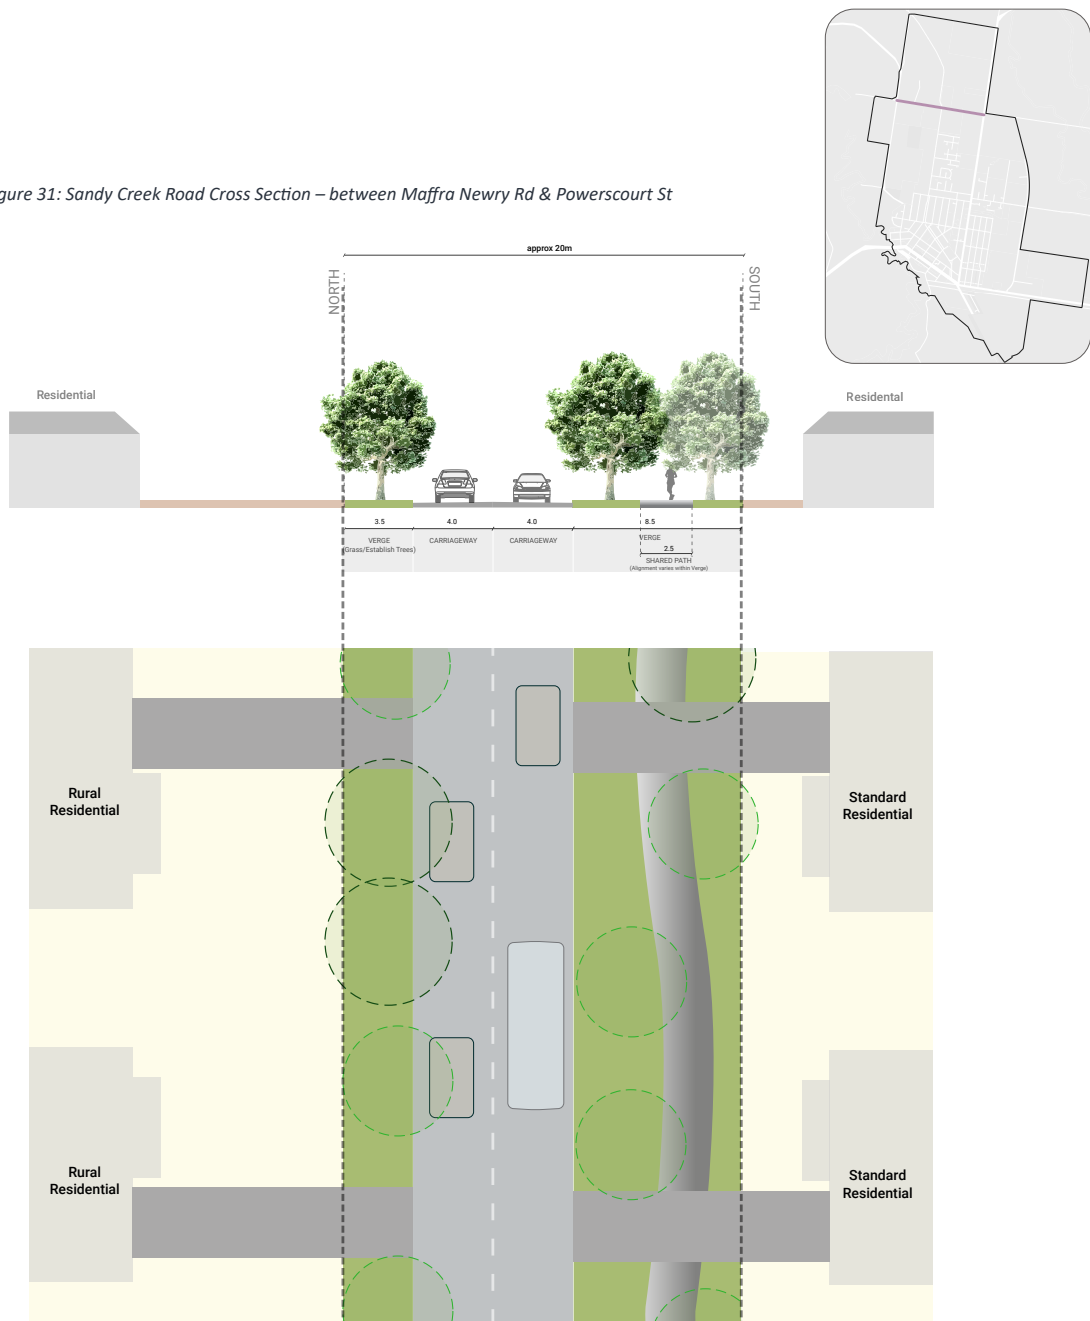 gure 31: Sandy Creek Road Cross Section – between Maffra Newry Rd & Powerscourt St
approx 20m
NORTH
SOUTH
Residential
Residental
3.5
4.0
4.0
8.5
VERGE
(Grass/Establish Trees)
CARRIAGEWAY
CARRIAGEWAY
VERGE
2.5
SHARED PATH
(Alignment varies within Verge)
Rural
Residential
Standard
Residential
Rural
Residential
Standard
Residential